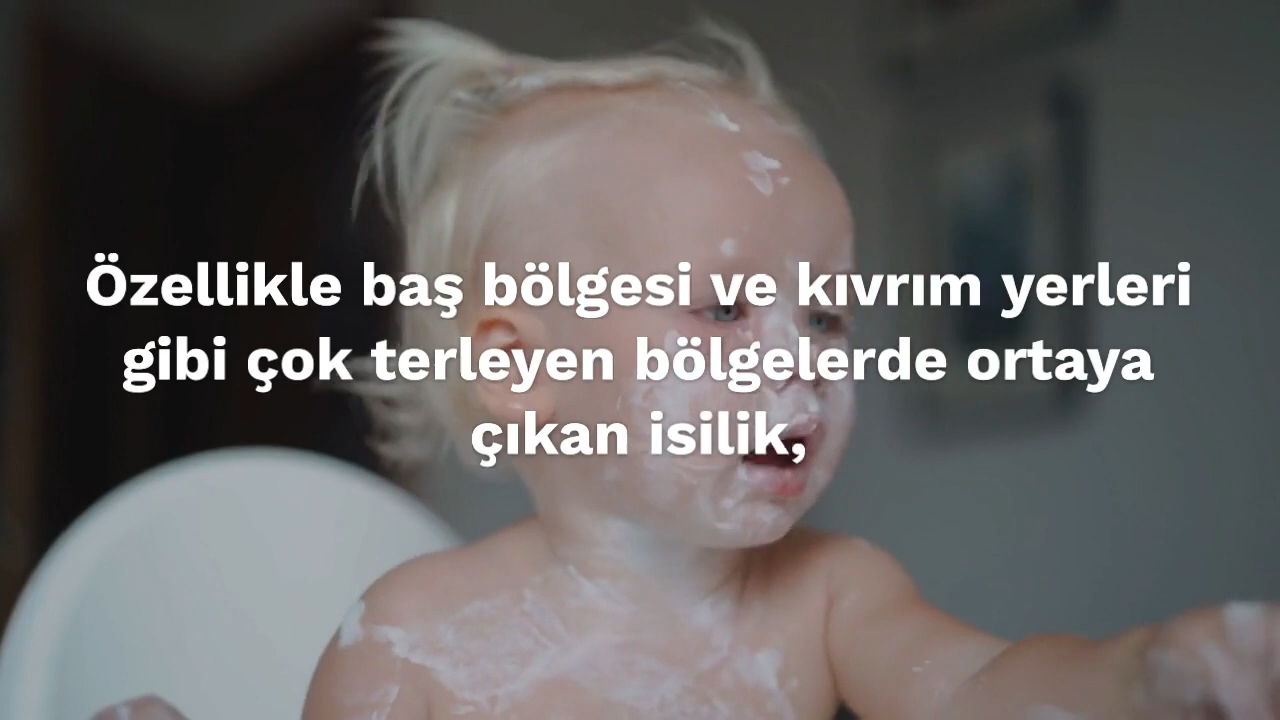 Özellikle baş bölgesi ve kıvrım yerleri
gibi çok terleyen bölgelerde ortaya
çıkan isilik,